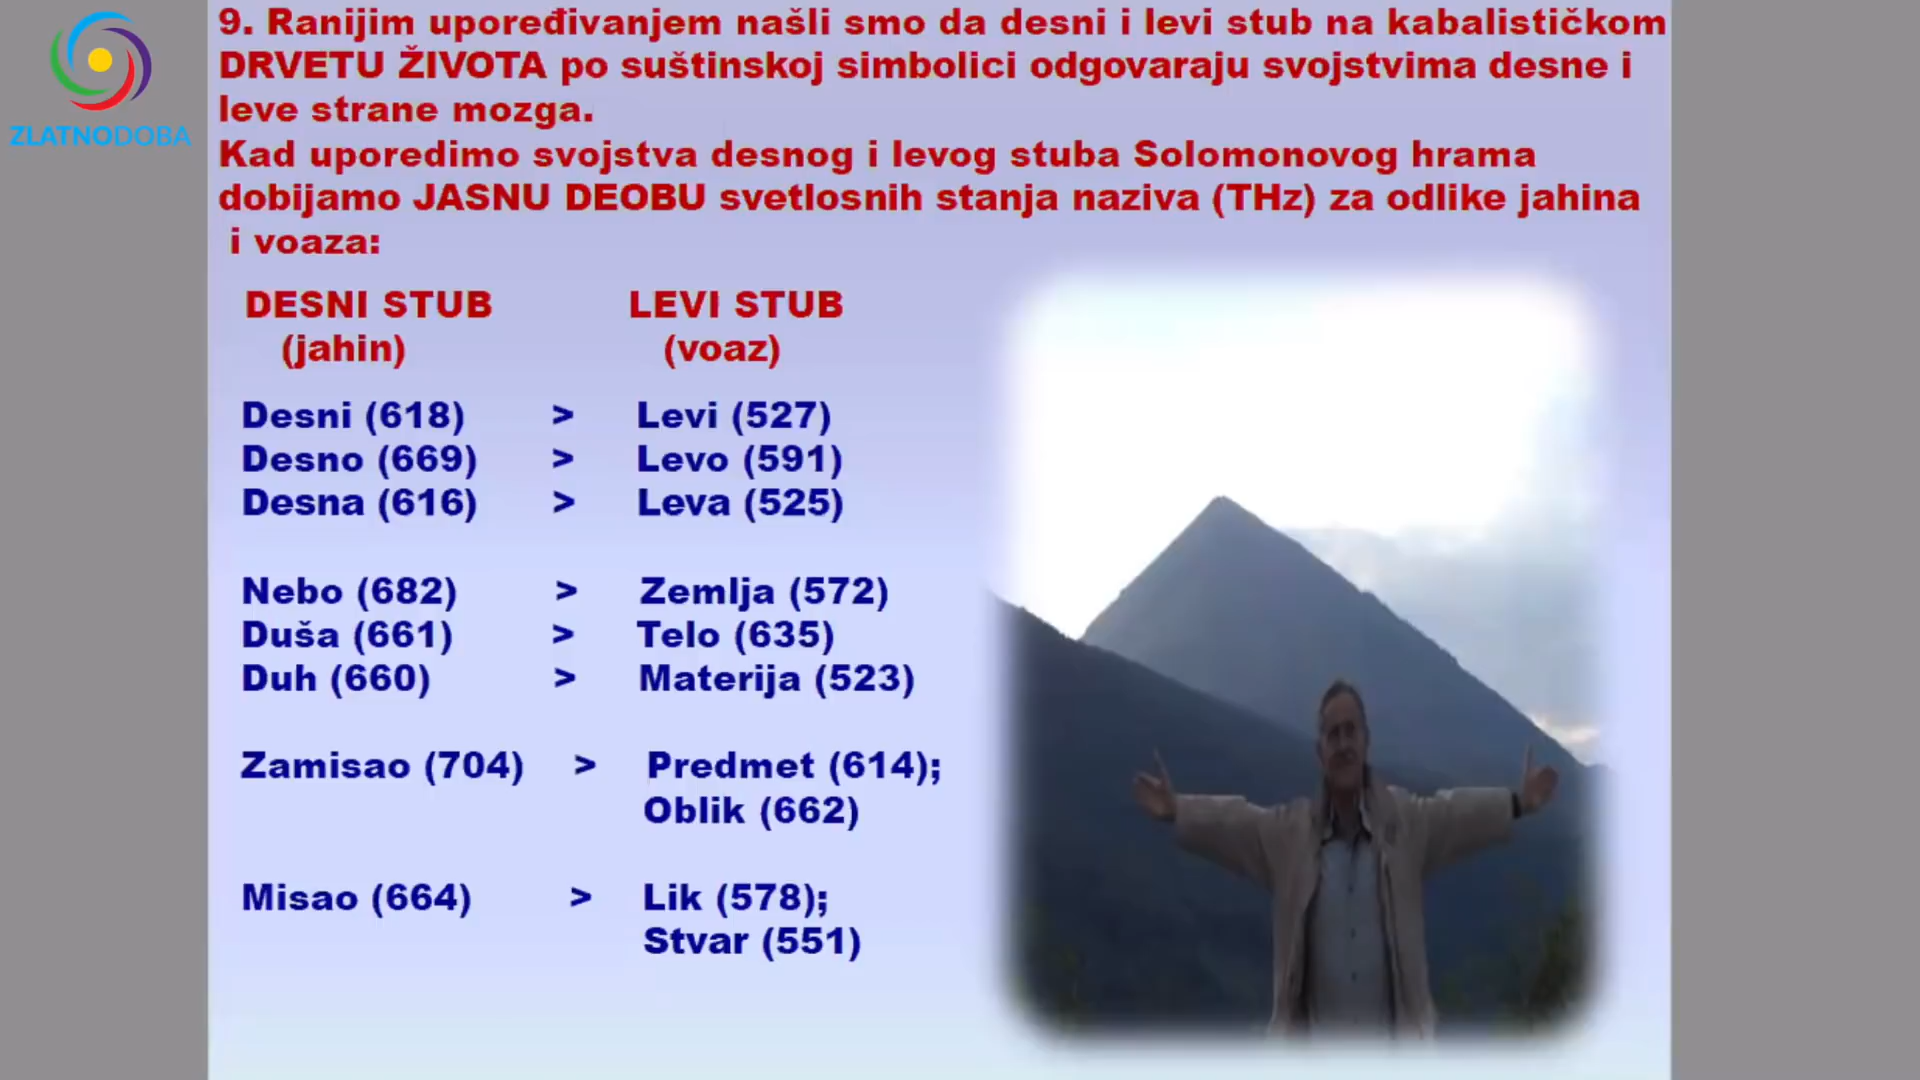 ZLATNODOBA
9. Ranijim upoređivanjem našli smo da desni i levi stub na kabalističkom
DRVETU ŽIVOTA po suštinskoj simbolici odgovaraju svojstvima desne i
leve strane mozga.
Kad uporedimo svojstva desnog i levog stuba Solomonovog hrama
dobijamo JASNU DEOBU svetlosnih stanja naziva (THz) za odlike jahina
i voaza:
DESNI STUB LEVI STUB
(jahin) (voaz)
Desni (618) > Levi (527)
Desno (669) > Levo (591)
Desna (616) > Leva (525)
Nebo (682) > Zemlja (572)
Duša (661) > Telo (635)
Duh (660) > Materija (523)
Zamisao (704) > Predmet (614);
Oblik (662)
Misao (664) > Lik (578);
Stvar (551)